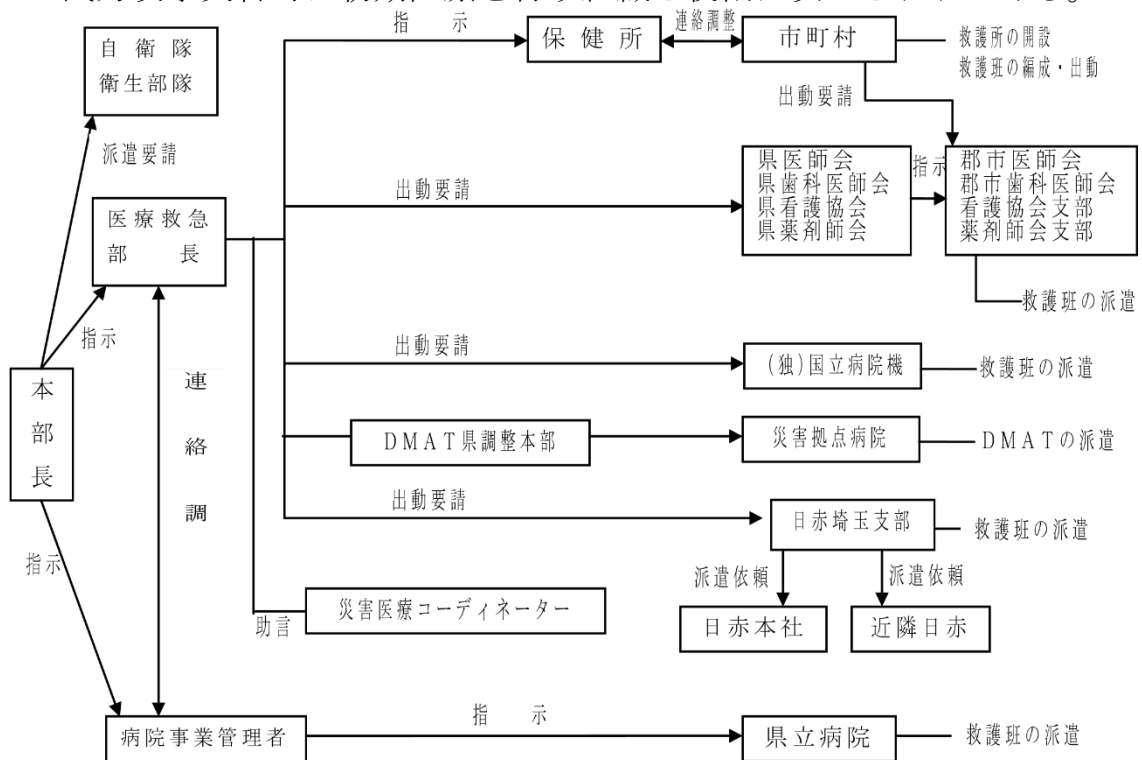 指　示
保健所
連絡調整
市町村
救護所の開設
救護班の編成・出動
自衛隊
衛生部隊
出動要請
派遣要請
出動要請
県医師会
県歯科医師会
県看護協会
県薬剤師会
指示
郡市医師会
郡市歯科医師会
看護協会支部
薬剤師会支部
医療救急
部　長
救護班の派遣
指示
出動要請
(独)国立病院機
救護班の派遣
本部長
連絡調
DMAT県調整本部
災害拠点病院
DMATの派遣
出動要請
日赤埼玉支部
救護班の派遣
指示
派遣依頼
派遣依頼
助言
災害医療コーディネーター
日赤本社
近隣日赤
病院事業管理者
指　示
県立病院
救護班の派遣